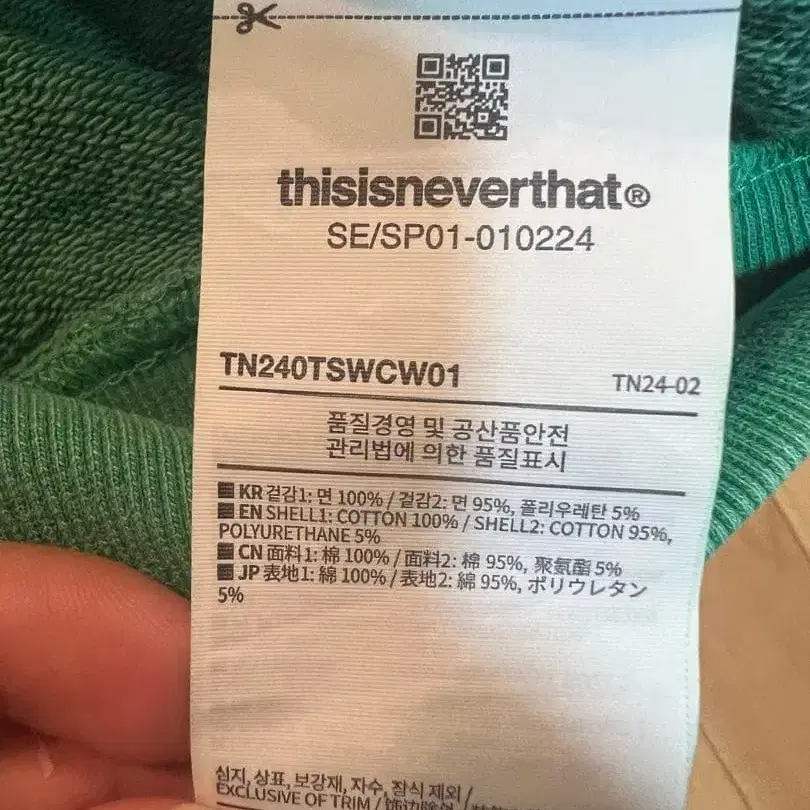 thisisneverthat®
SE/SP01-010224
TN240TSWCW01
TN24-02
품질경영 및 공산품안전
관리법에 의한 품질표시
KR 겉감1: 면 100% / 겉감2: 면 95%, 폴리우레탄 5%
EN SHELL1: COTTON 100% / SHELL2: COTTON 95%,
POLYURETHANE 5%
CN 面料1: 棉 100% / 面料2: 棉 95%, 聚氨酯 5%
JP 表地1: 綿 100% / 表地2: 綿 95%, ポリウレタン
5%
심지, 상표, 보강재, 자수, 장식 제외 /
EXCLUSIVE OF TRIM / 饰边除外 /